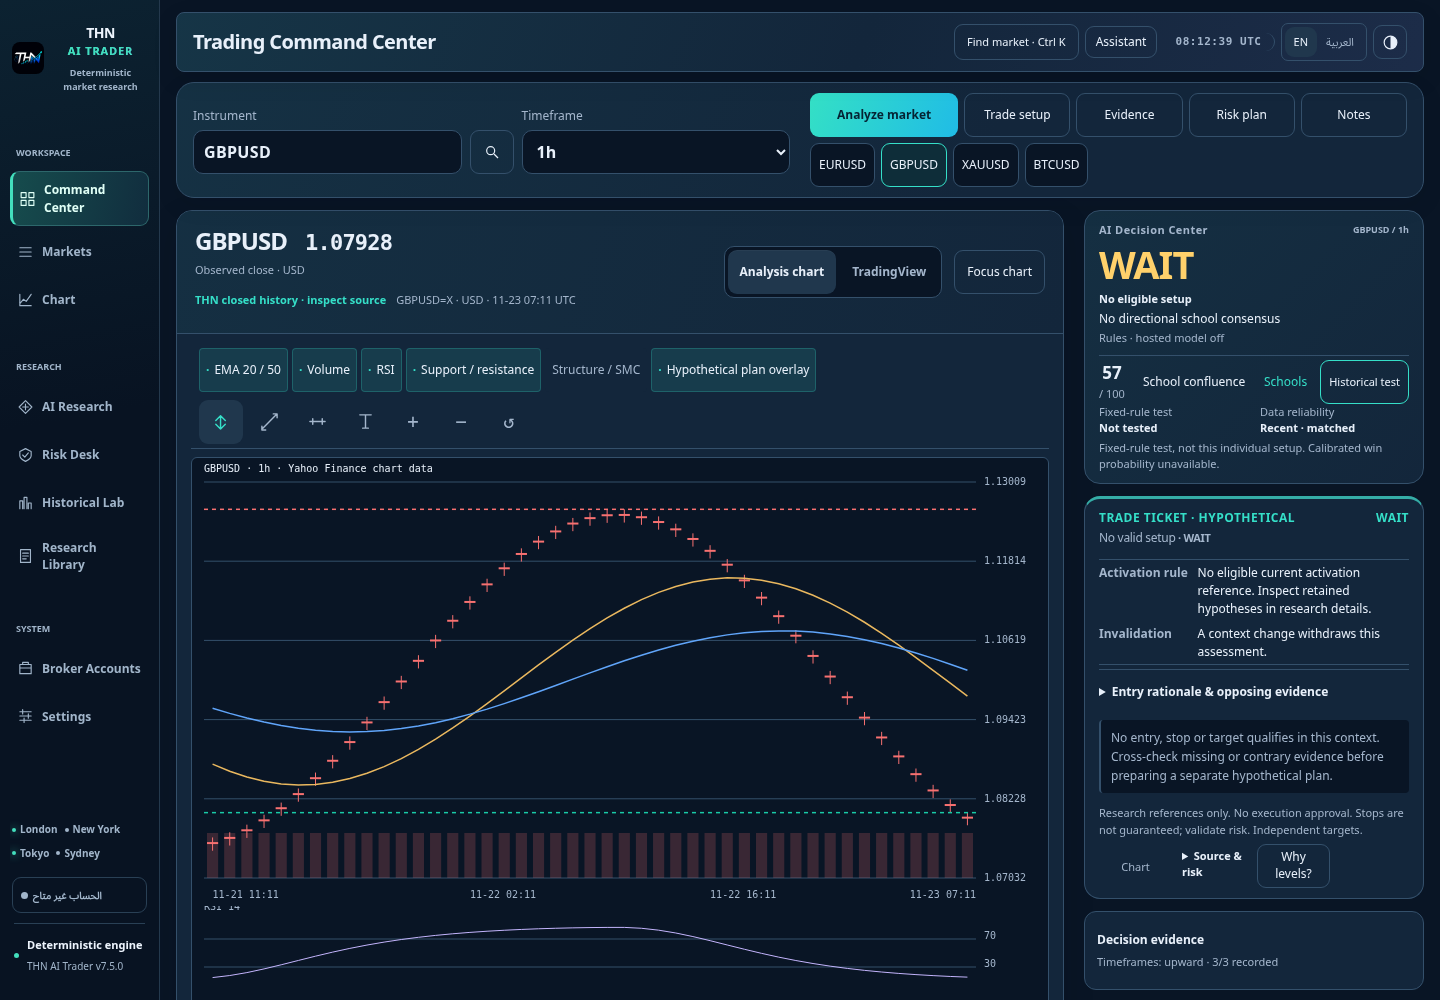 THN
AI TRADER
Deterministic
market research
WORKSPACE
Command
Center
Markets
Chart
RESEARCH
AI Research
Risk Desk
Historical Lab
Research
Library
SYSTEM
Broker Accounts
Settings
London New York
Tokyo Sydney
الحساب غير متاح
Deterministic engine
THN AI Trader v7.5.0
Trading Command Center
Find market · Ctrl K
Assistant
08:12:39 UTC
EN
العربية
Instrument
GBPUSD
Timeframe
1h
Analyze market
Trade setup
Evidence
Risk plan
Notes
EURUSD
GBPUSD
XAUUSD
BTCUSD
GBPUSD 1.07928
Observed close · USD
THN closed history · inspect source GBPUSD=X · USD · 11-23 07:11 UTC
Analysis chart
TradingView
Focus chart
· EMA 20 / 50
· Volume
· RSI
· Support / resistance
Structure / SMC
· Hypothetical plan overlay
GBPUSD · 1h · Yahoo Finance chart data
1.13009
1.11814
1.10619
1.09423
1.08228
1.07032
11-21 11:11
11-22 02:11
11-22 16:11
11-23 07:11
RSI 14
70
30
AI Decision Center
GBPUSD / 1h
WAIT
No eligible setup
No directional school consensus
Rules · hosted model off
57
/ 100
School confluence
Schools
Historical test
Fixed-rule test
Not tested
Data reliability
Recent · matched
Fixed-rule test, not this individual setup. Calibrated win
probability unavailable.
TRADE TICKET · HYPOTHETICAL
WAIT
No valid setup · WAIT
Activation rule
No eligible current activation
reference. Inspect retained
hypotheses in research details.
Invalidation
A context change withdraws this
assessment.
Entry rationale & opposing evidence
No entry, stop or target qualifies in this context.
Cross-check missing or contrary evidence before
preparing a separate hypothetical plan.
Research references only. No execution approval. Stops are
not guaranteed; validate risk. Independent targets.
Chart
Source &
risk
Why
levels?
Decision evidence
Timeframes: upward · 3/3 recorded